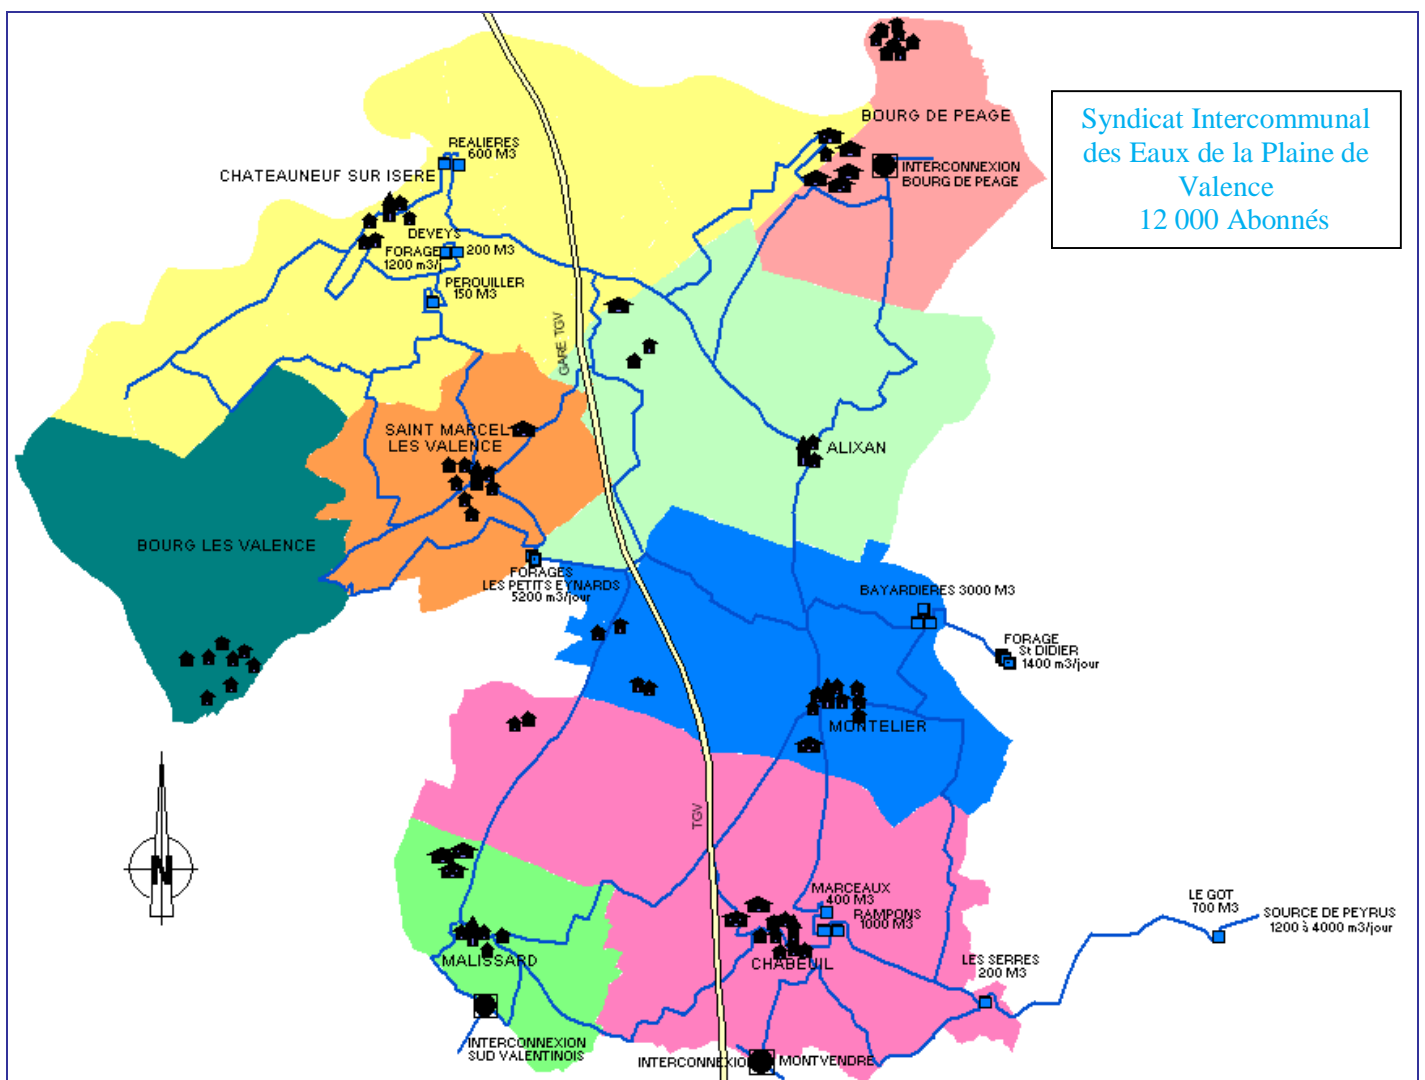 BOURG DE PEAGE
Syndicat Intercommunal
des Eaux de la Plaine de
Valence
12 000 Abonnés
REALIERES
600 M3
CHATEAUNEUF SUR ISERE
INTERCONNEXION
BOURG DE PEAGE
DEVEYS
FORAGE
1200 m3/j
200 M3
PEROUILLER
150 M3
GARE TGV
SAINT MARCEL
LES VALENCE
ALIXAN
BOURG LES VALENCE
FORAGES
LES PETITS EYNARDS
5200 m3/jour
BAYARDIERES 3000 M3
FORAGE
St DIDIER
1400 m3/jour
MONTELIER
TGV
N
MARCEAUX
400 M3
RAMPONS
1000 M3
LE GOT
700 M3
SOURCE DE PEYRUS
1200 à 4000 m3/jour
MALISSARD
CHABEUIL
LES SERRES
200 M3
INTERCONNEXION
SUD VALENTINOIS
INTERCONNEXION MONTVENDRE